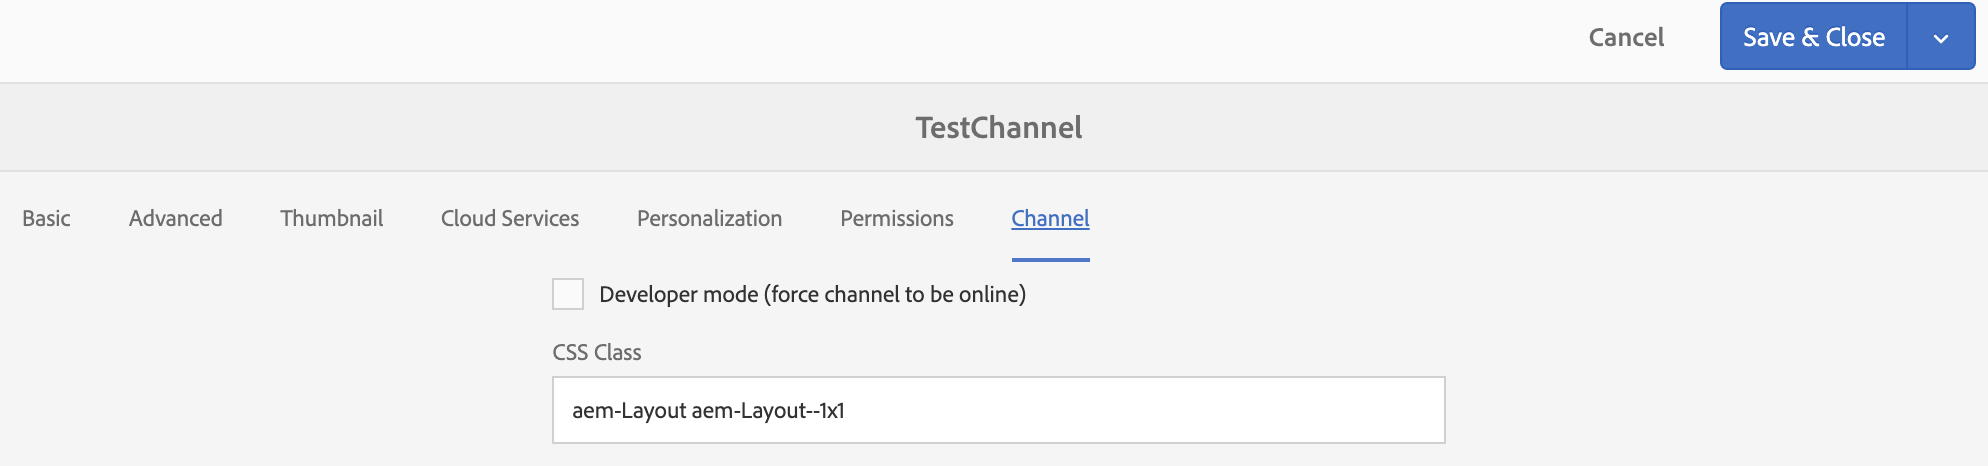 Cancel Save & Close
TestChannel
Basic Advanced Thumbnail Cloud Services Personalization Permissions Channel
Developer mode (force channel to be online)
CSS Class
aem-Layout aem-Layout--1x1